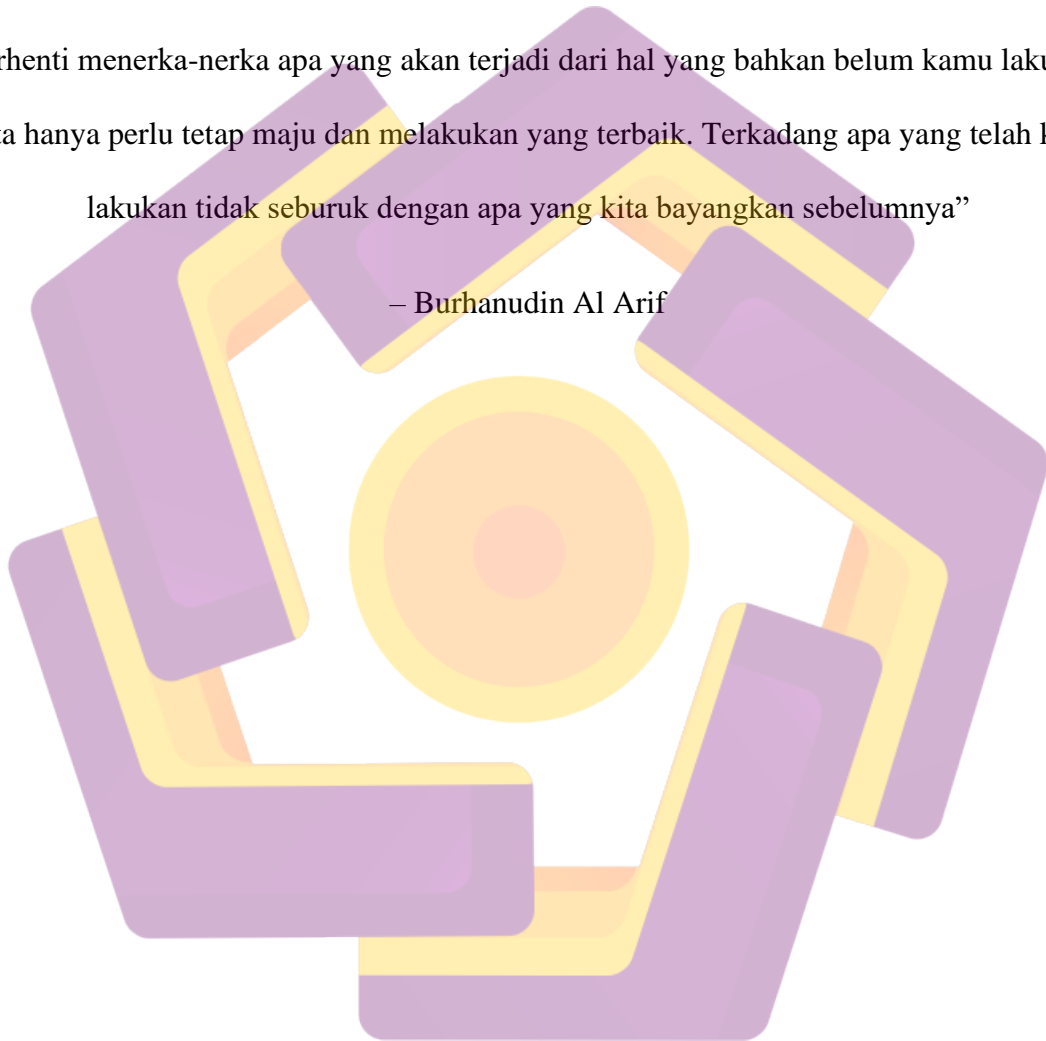 rhenti menerka-nerka apa yang akan terjadi dari hal yang bahkan belum kamu laku
ta hanya perlu tetap maju dan melakukan yang terbaik. Terkadang apa yang telah k
lakukan tidak seburuk dengan apa yang kita bayangkan sebelumnya”
– Burhanudin Al Arif